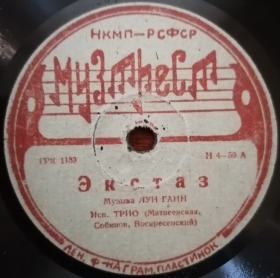 НКМП-РСФСР
МУЗТРЕСТ
ГРК 1183
Н 4-50 А
Экстаз
Музыка ЛУИ ГАНН
Исп. ТРИО (Матвеевская,
Собинов, Воскресенский)
ЛЕН. Ф-КА ГРАМ. ПЛАСТИНОК